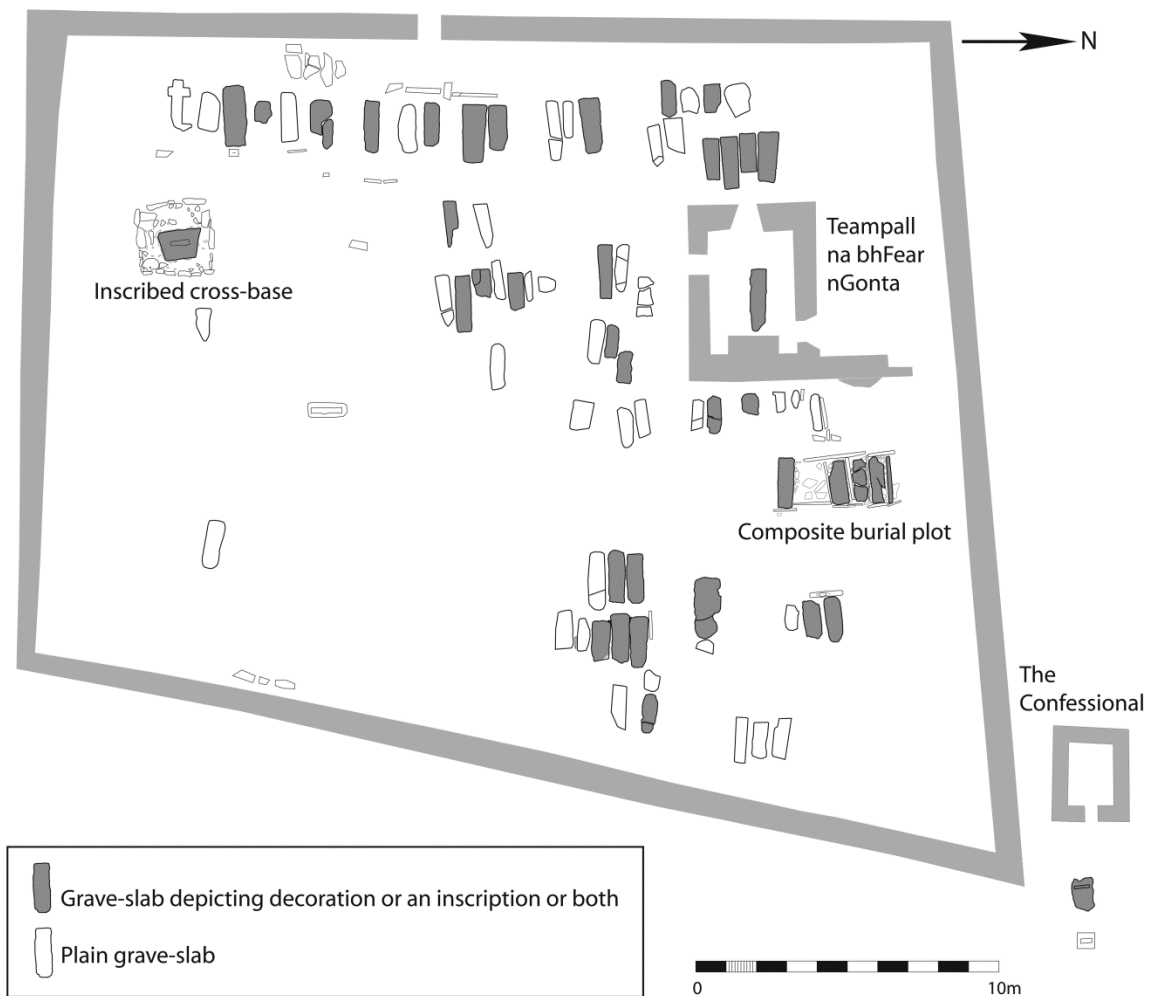 N
Teampall
na bhFear
nGonta
Inscribed cross-base
Composite burial plot
The
Confessional
Grave-slab depicting decoration or an inscription or both
Plain grave-slab
0 10m